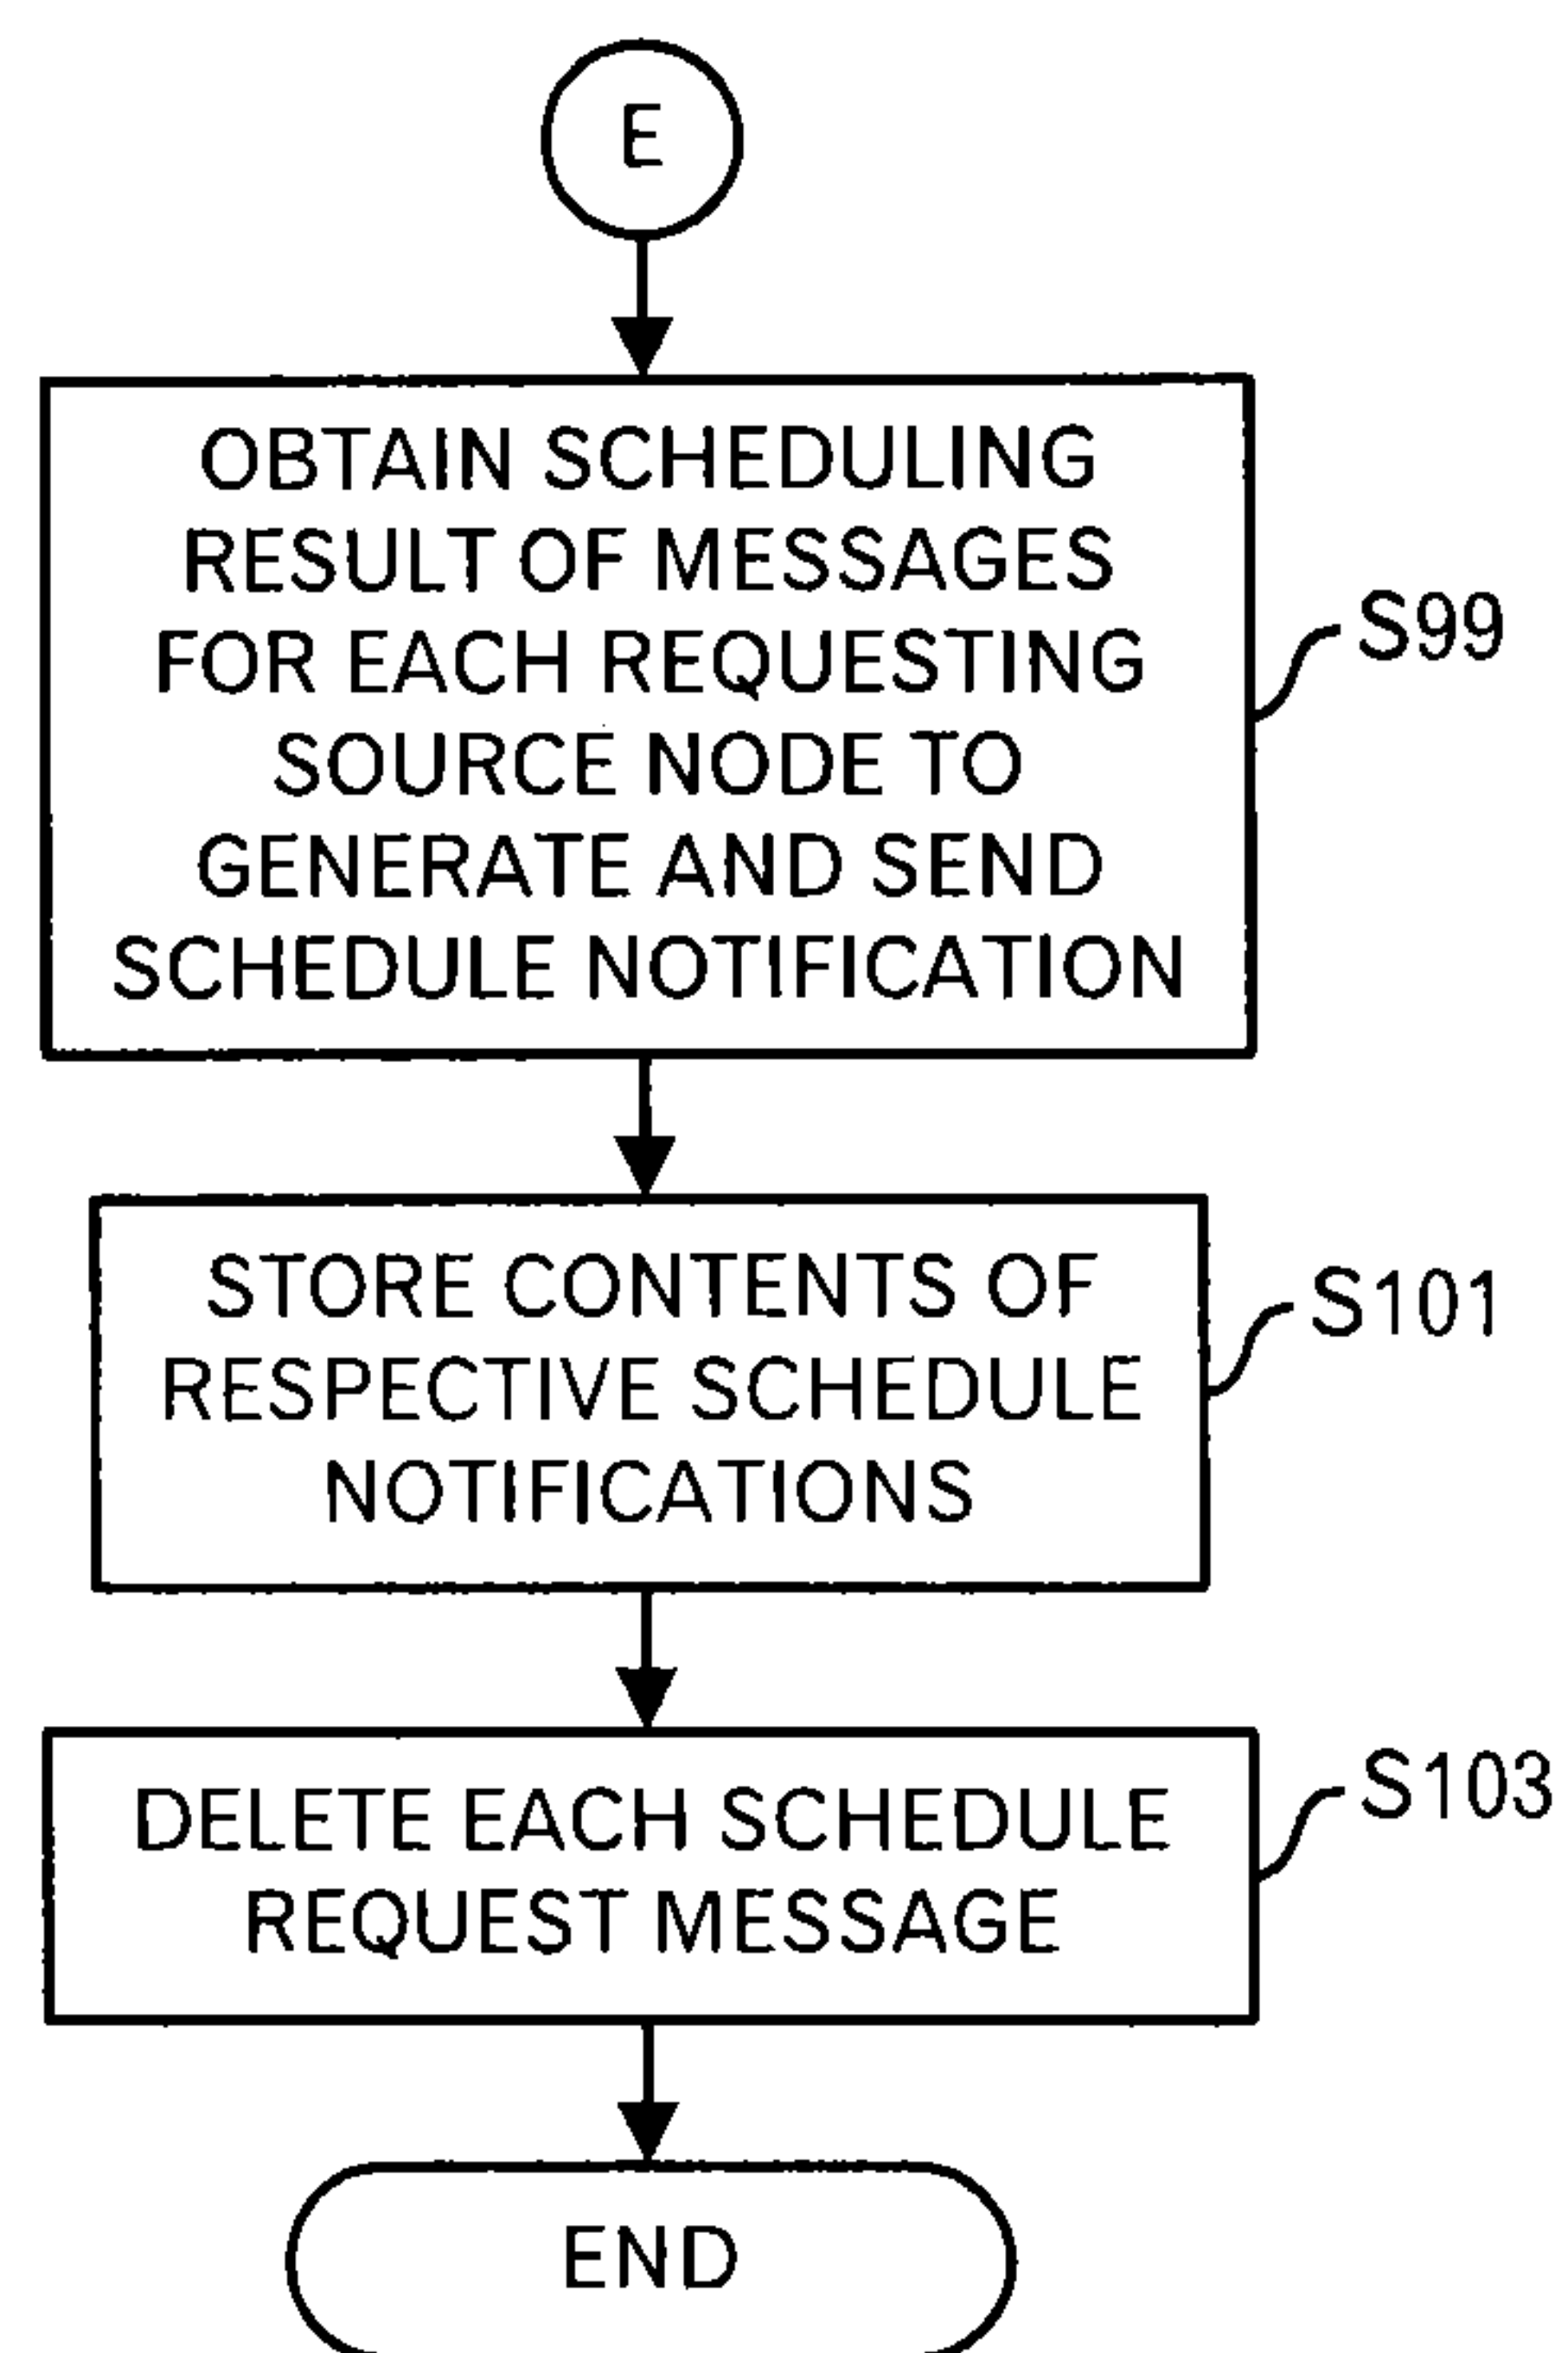 E
OBTAIN SCHEDULING
RESULT OF MESSAGES
FOR EACH REQUESTING
SOURCE NODE TO
GENERATE AND SEND
SCHEDULE NOTIFICATION
S99
STORE CONTENTS OF
RESPECTIVE SCHEDULE
NOTIFICATIONS
S101
DELETE EACH SCHEDULE
REQUEST MESSAGE
S103
END